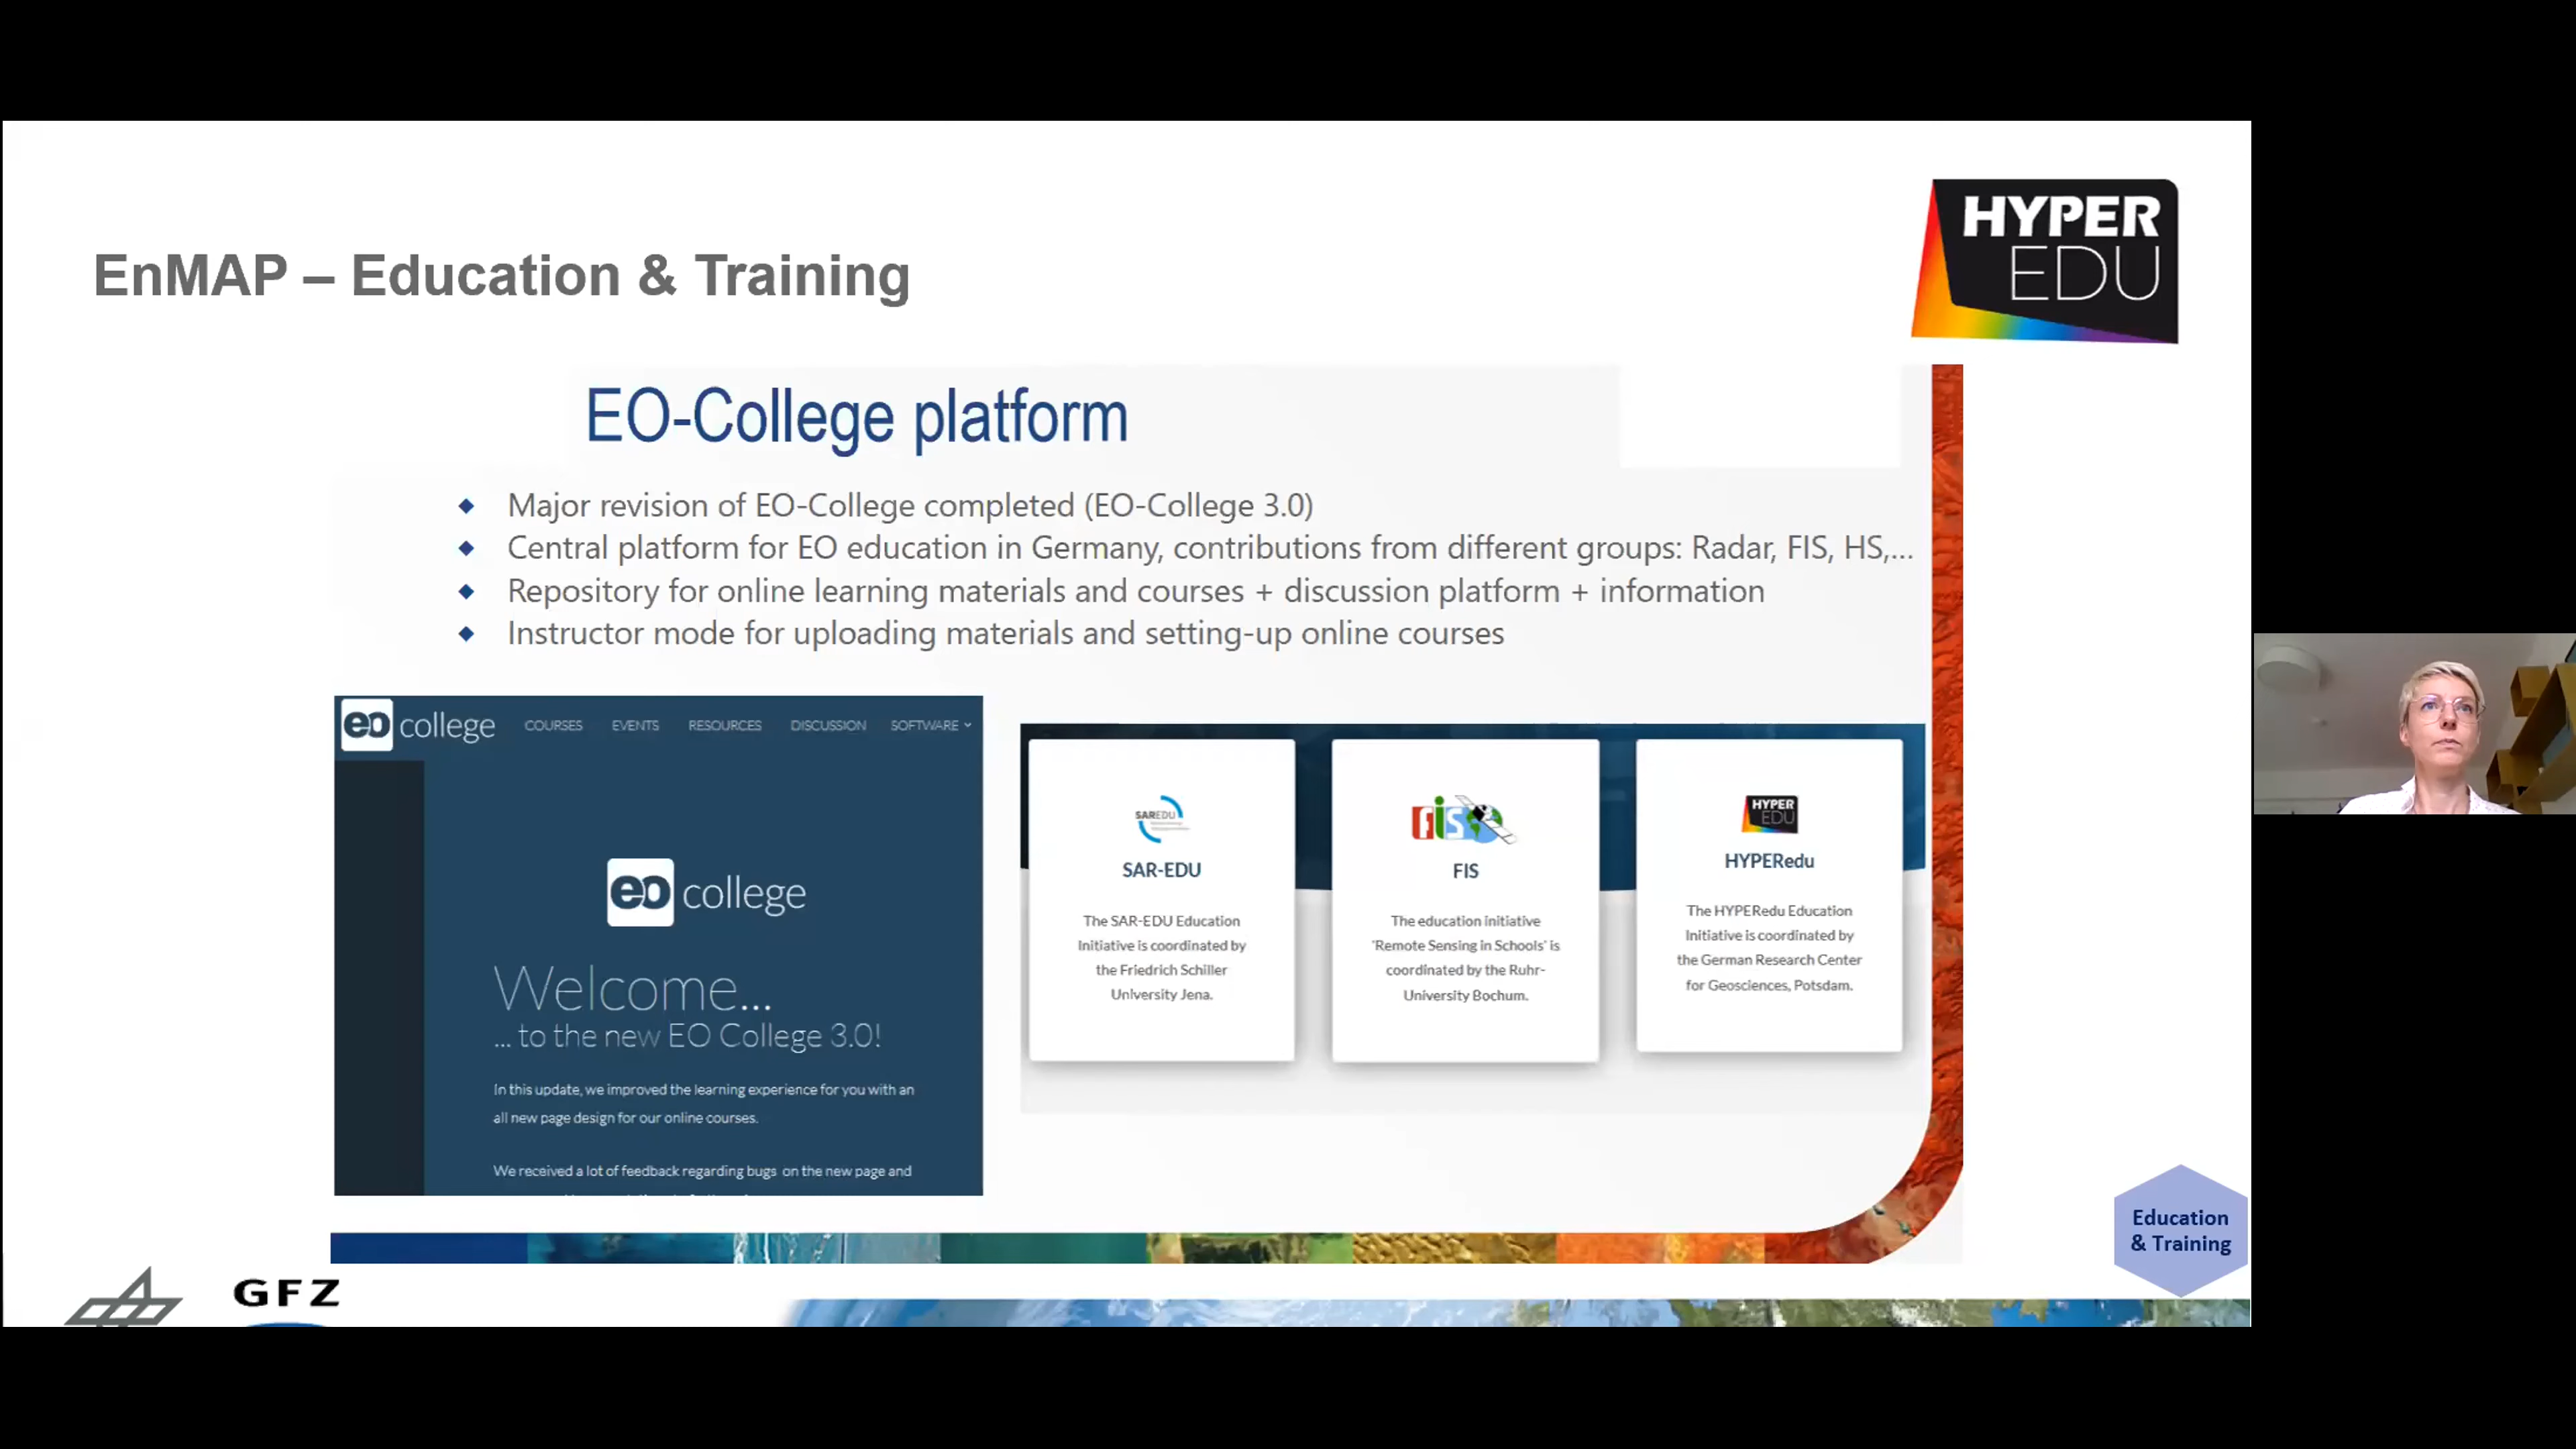 HYPER
EDU
EnMAP – Education & Training
EO-College platform
Major revision of EO-College completed (EO-College 3.0)
Central platform for EO education in Germany, contributions from different groups: Radar, FIS, HS,...
Repository for online learning materials and courses + discussion platform + information
Instructor mode for uploading materials and setting-up online courses
eo college COURSES EVENTS RESOURCES DISCUSSION SOFTWARE
eo college
Welcome...
... to the new EO College 3.0!
In this update, we improved the learning experience for you with an
all new page design for our online courses.
We received a lot of feedback regarding bugs on the new page and
SAREDU
SAR-EDU
The SAR-EDU Education
Initiative is coordinated by
the Friedrich Schiller
University Jena.
fis
FIS
The education initiative
'Remote Sensing in Schools' is
coordinated by the Ruhr-
University Bochum.
HYPER
EDU
HYPERedu
The HYPERedu Education
Initiative is coordinated by
the German Research Center
for Geosciences, Potsdam.
Education
& Training
GFZ